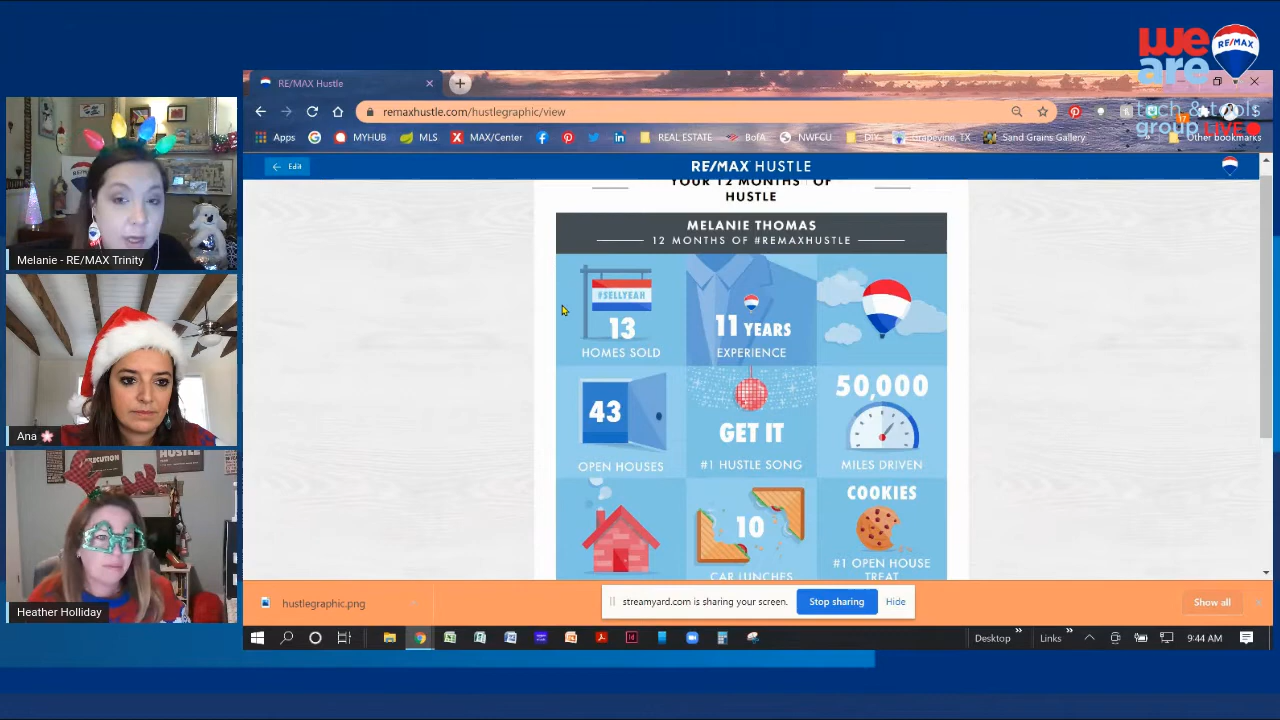 we
are
RE/MAX
tech & tools
group LIVE
RE/MAX Hustle
remaxhustle.com/hustlegraphic/view
Apps
MYHUB
MLS
MAX/Center
REAL ESTATE
BofA
NWFCU
DIY
Grapevine, TX
Sand Grains Gallery
Other bookmarks
Edit
RE/MAX HUSTLE
YOUR 12 MONTHS OF
HUSTLE
MELANIE THOMAS
12 MONTHS OF #REMAXHUSTLE
#SELLYEAH
13
HOMES SOLD
11 YEARS
EXPERIENCE
43
OPEN HOUSES
GET IT
#1 HUSTLE SONG
50,000
MILES DRIVEN
10
CAR LUNCHES
COOKIES
#1 OPEN HOUSE
TREAT
Melanie - RE/MAX Trinity
Ana
EXECUTION
HUSTLE
Heather Holliday
hustlegraphic.png
streamyard.com is sharing your screen.
Stop sharing
Hide
Show all
Desktop
Links
9:44 AM